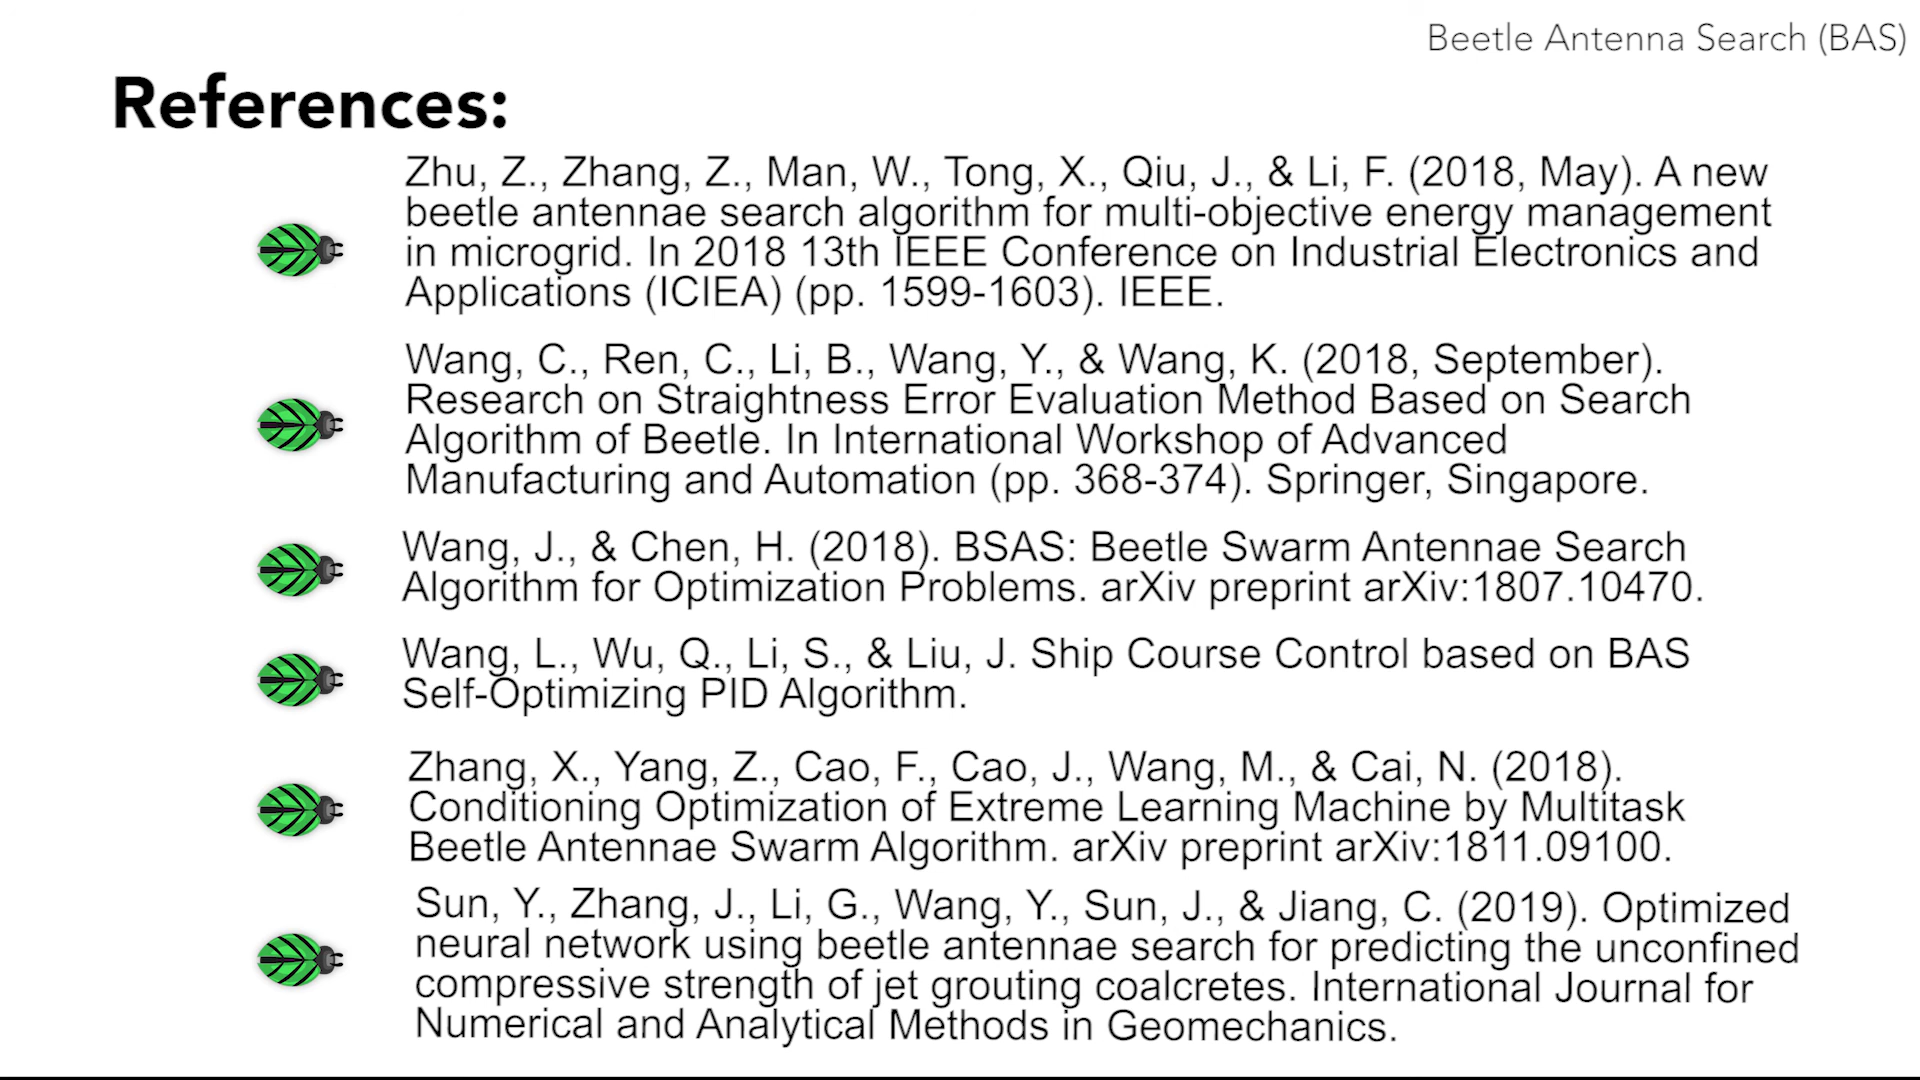 Beetle Antenna Search (BAS)
References:
Zhu, Z., Zhang, Z., Man, W., Tong, X., Qiu, J., & Li, F. (2018, May). A new
beetle antennae search algorithm for multi-objective energy management
in microgrid. In 2018 13th IEEE Conference on Industrial Electronics and
Applications (ICIEA) (pp. 1599-1603). IEEE.
Wang, C., Ren, C., Li, B., Wang, Y., & Wang, K. (2018, September).
Research on Straightness Error Evaluation Method Based on Search
Algorithm of Beetle. In International Workshop of Advanced
Manufacturing and Automation (pp. 368-374). Springer, Singapore.
Wang, J., & Chen, H. (2018). BSAS: Beetle Swarm Antennae Search
Algorithm for Optimization Problems. arXiv preprint arXiv:1807.10470.
Wang, L., Wu, Q., Li, S., & Liu, J. Ship Course Control based on BAS
Self-Optimizing PID Algorithm.
Zhang, X., Yang, Z., Cao, F., Cao, J., Wang, M., & Cai, N. (2018).
Conditioning Optimization of Extreme Learning Machine by Multitask
Beetle Antennae Swarm Algorithm. arXiv preprint arXiv:1811.09100.
Sun, Y., Zhang, J., Li, G., Wang, Y., Sun, J., & Jiang, C. (2019). Optimized
neural network using beetle antennae search for predicting the unconfined
compressive strength of jet grouting coalcretes. International Journal for
Numerical and Analytical Methods in Geomechanics.